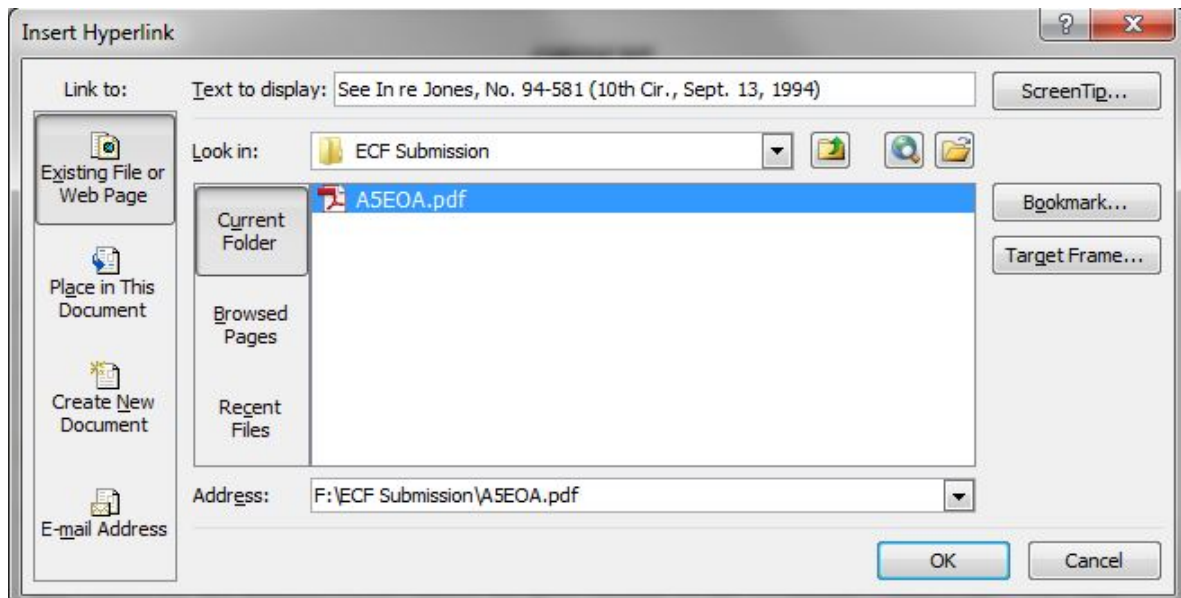 Insert Hyperlink
Link to:
Text to display: See In re Jones, No. 94-581 (10th Cir., Sept. 13, 1994)
ScreenTip...
Existing File or
Web Page
Look in: ECF Submission
Current
Folder
A5EOA.pdf
Bookmark...
Target Frame...
Place in This
Document
Browsed
Pages
Create New
Document
Recent
Files
E-mail Address
Address: F:\ECF Submission\A5EOA.pdf
OK
Cancel